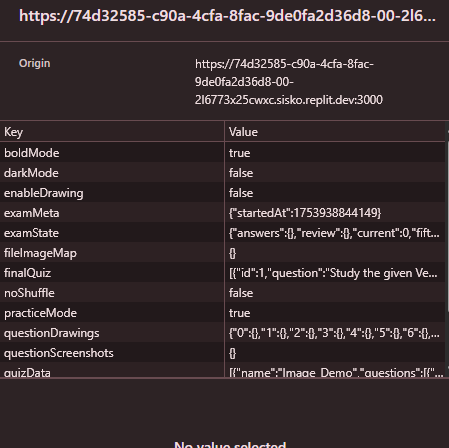 https://74d32585-c90a-4cfa-8fac-9de0fa2d36d8-00-2l6...
Origin
https://74d32585-c90a-4cfa-8fac-
9de0fa2d36d8-00-
2l6773x25cwxc.sisko.replit.dev:3000
Key Value
boldMode true
darkMode false
enableDrawing false
examMeta {"startedAt":1753938844149}
examState {"answers":{},"review":{},"current":0,"fift...
fileImageMap {}
finalQuiz [{"id":1,"question":"Study the given Ve...
noShuffle false
practiceMode true
questionDrawings {"0":{},"1":{},"2":{},"3":{},"4":{},"5":{},"6":{},...
questionScreenshots {}
quizData [{"name":"Image_Demo","questions":[{"...
No value selected